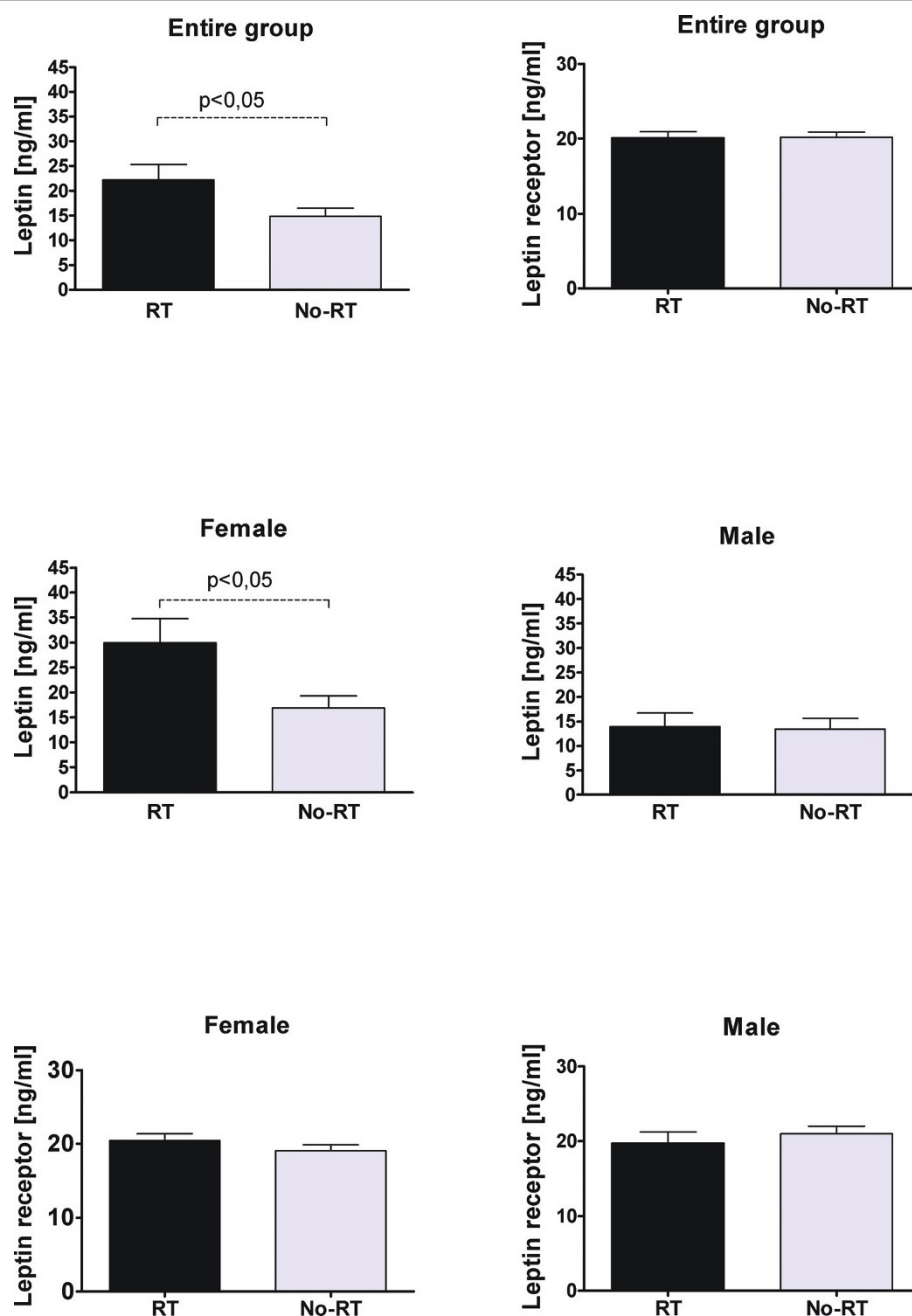 Entire group
Leptin [ng/ml]
45
40
35
30
25
20
15
10
5
0
p<0,05
RT No-RT
Entire group
Leptin receptor [ng/ml]
30
20
10
0
RT No-RT
Female
Leptin [ng/ml]
45
40
35
30
25
20
15
10
5
0
p<0,05
RT No-RT
Male
Leptin [ng/ml]
45
40
35
30
25
20
15
10
5
0
RT No-RT
Female
Leptin receptor [ng/ml]
30
20
10
0
RT No-RT
Male
Leptin receptor [ng/ml]
30
20
10
0
RT No-RT